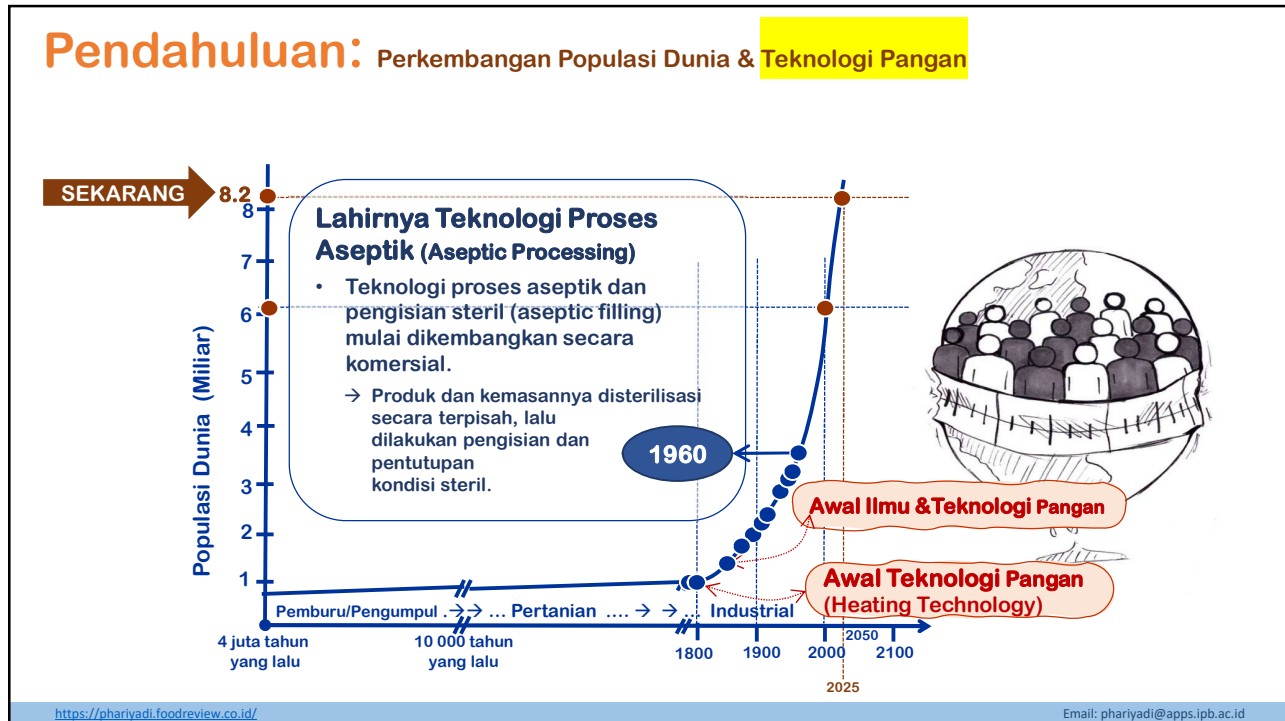 Pendahuluan: Perkembangan Populasi Dunia & Teknologi Pangan
SEKARANG
8.2
8
7
6
5
4
3
2
1
Populasi Dunia (Miliar)
Lahirnya Teknologi Proses
Aseptik (Aseptic Processing)
• Teknologi proses aseptik dan
pengisian steril (aseptic filling)
mulai dikembangkan secara
komersial.
→ Produk dan kemasannya disterilisasi
secara terpisah, lalu
dilakukan pengisian dan
pentutupan
kondisi steril.
1960
Awal Ilmu &Teknologi Pangan
Awal Teknologi Pangan
(Heating Technology)
Pemburu/Pengumpul .→→ ... Pertanian .... → → ... Industrial
4 juta tahun
yang lalu
10 000 tahun
yang lalu
1800
1900
2000
2050
2100
2025
https://phariyadi.foodreview.co.id/
Email: phariyadi@apps.ipb.ac.id